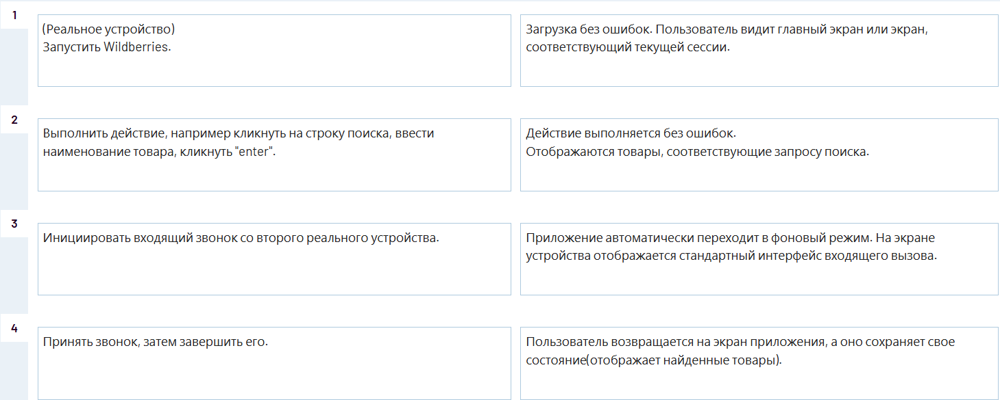 1
(Реальное устройство)
Запустить Wildberries.
Загрузка без ошибок. Пользователь видит главный экран или экран,
соответствующий текущей сессии.
2
Выполнить действие, например кликнуть на строку поиска, ввести
наименование товара, кликнуть "enter".
Действие выполняется без ошибок.
Отображаются товары, соответствующие запросу поиска.
3
Инициировать входящий звонок со второго реального устройства.
Приложение автоматически переходит в фоновый режим. На экране
устройства отображается стандартный интерфейс входящего вызова.
4
Принять звонок, затем завершить его.
Пользователь возвращается на экран приложения, а оно сохраняет свое
состояние(отображает найденные товары).